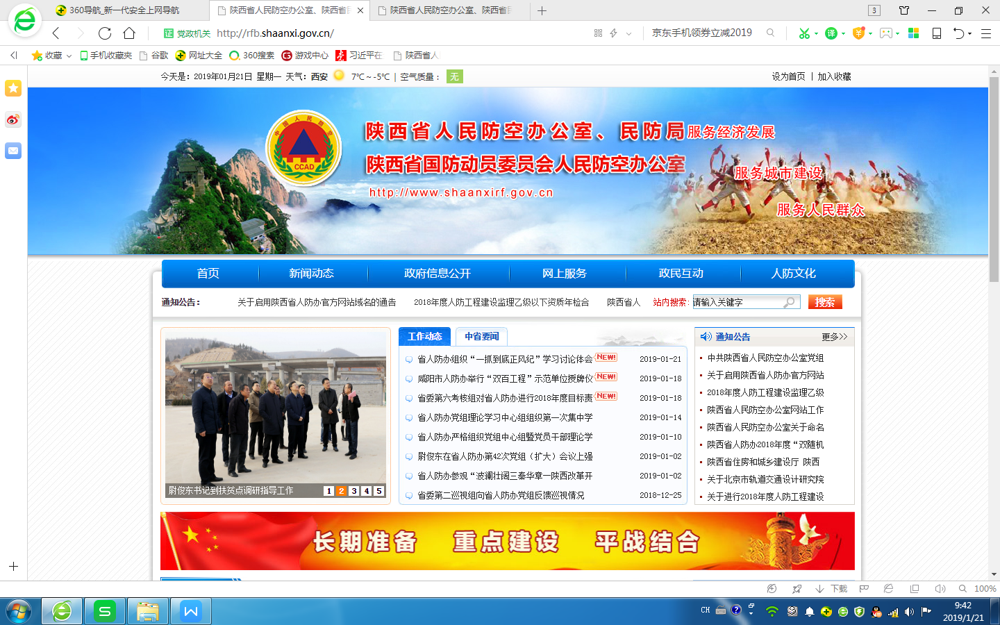 360导航_新一代安全上网导航
陕西省人民防空办公室、陕西省
陕西省人民防空办公室、陕西省
3
证 党政机关 http://rfb.shaanxi.gov.cn/
京东手机领券立减2019
译
收藏
手机收藏夹
谷歌
网址大全
360搜索
游戏中心
习近平在
陕西省人
今天是：2019年01月21日 星期一 天气：西安 7℃～-5℃ | 空气质量： 无
设为首页 | 加入收藏
中国人民防空
CCAD
陕西省人民防空办公室、民防局
陕西省国防动员委员会人民防空办公室
http://www.shaanxirf.gov.cn
服务经济发展
服务城市建设
服务人民群众
首页 新闻动态 政府信息公开 网上服务 政民互动 人防文化
通知公告： 关于启用陕西省人防办官方网站域名的通告 2018年度人防工程建设监理乙级以下资质年检合 陕西省人 站内搜索： 请输入关键字 搜索
尉俊东书记到扶贫点调研指导工作 1 2 3 4 5
工作动态 中省要闻
省人防办组织“一抓到底正风纪”学习讨论体会 NEW! 2019-01-21
咸阳市人防办举行“双百工程”示范单位授牌仪 NEW! 2019-01-18
省委第六考核组对省人防办进行2018年度目标责 NEW! 2019-01-18
省人防办党组理论学习中心组组织第一次集中学 2019-01-14
省人防办严格组织党组中心组暨党员干部理论学 2019-01-10
尉俊东在省人防办第42次党组（扩大）会议上强 2019-01-02
省人防办参观“波澜壮阔三秦华章—陕西改革开 2019-01-02
省委第二巡视组向省人防办党组反馈巡视情况 2018-12-25
通知公告 更多>>
中共陕西省人民防空办公室党组
关于启用陕西省人防办官方网站
2018年度人防工程建设监理乙级
陕西省人民防空办公室网站工作
陕西省人民防空办公室关于命名
陕西省人防办2018年度“双随机
陕西省住房和城乡建设厅 陕西
关于北京市轨道交通设计研究院
关于进行2018年度人防工程建设
长期准备 重点建设 平战结合
下载
100%
CH
9:42
2019/1/21